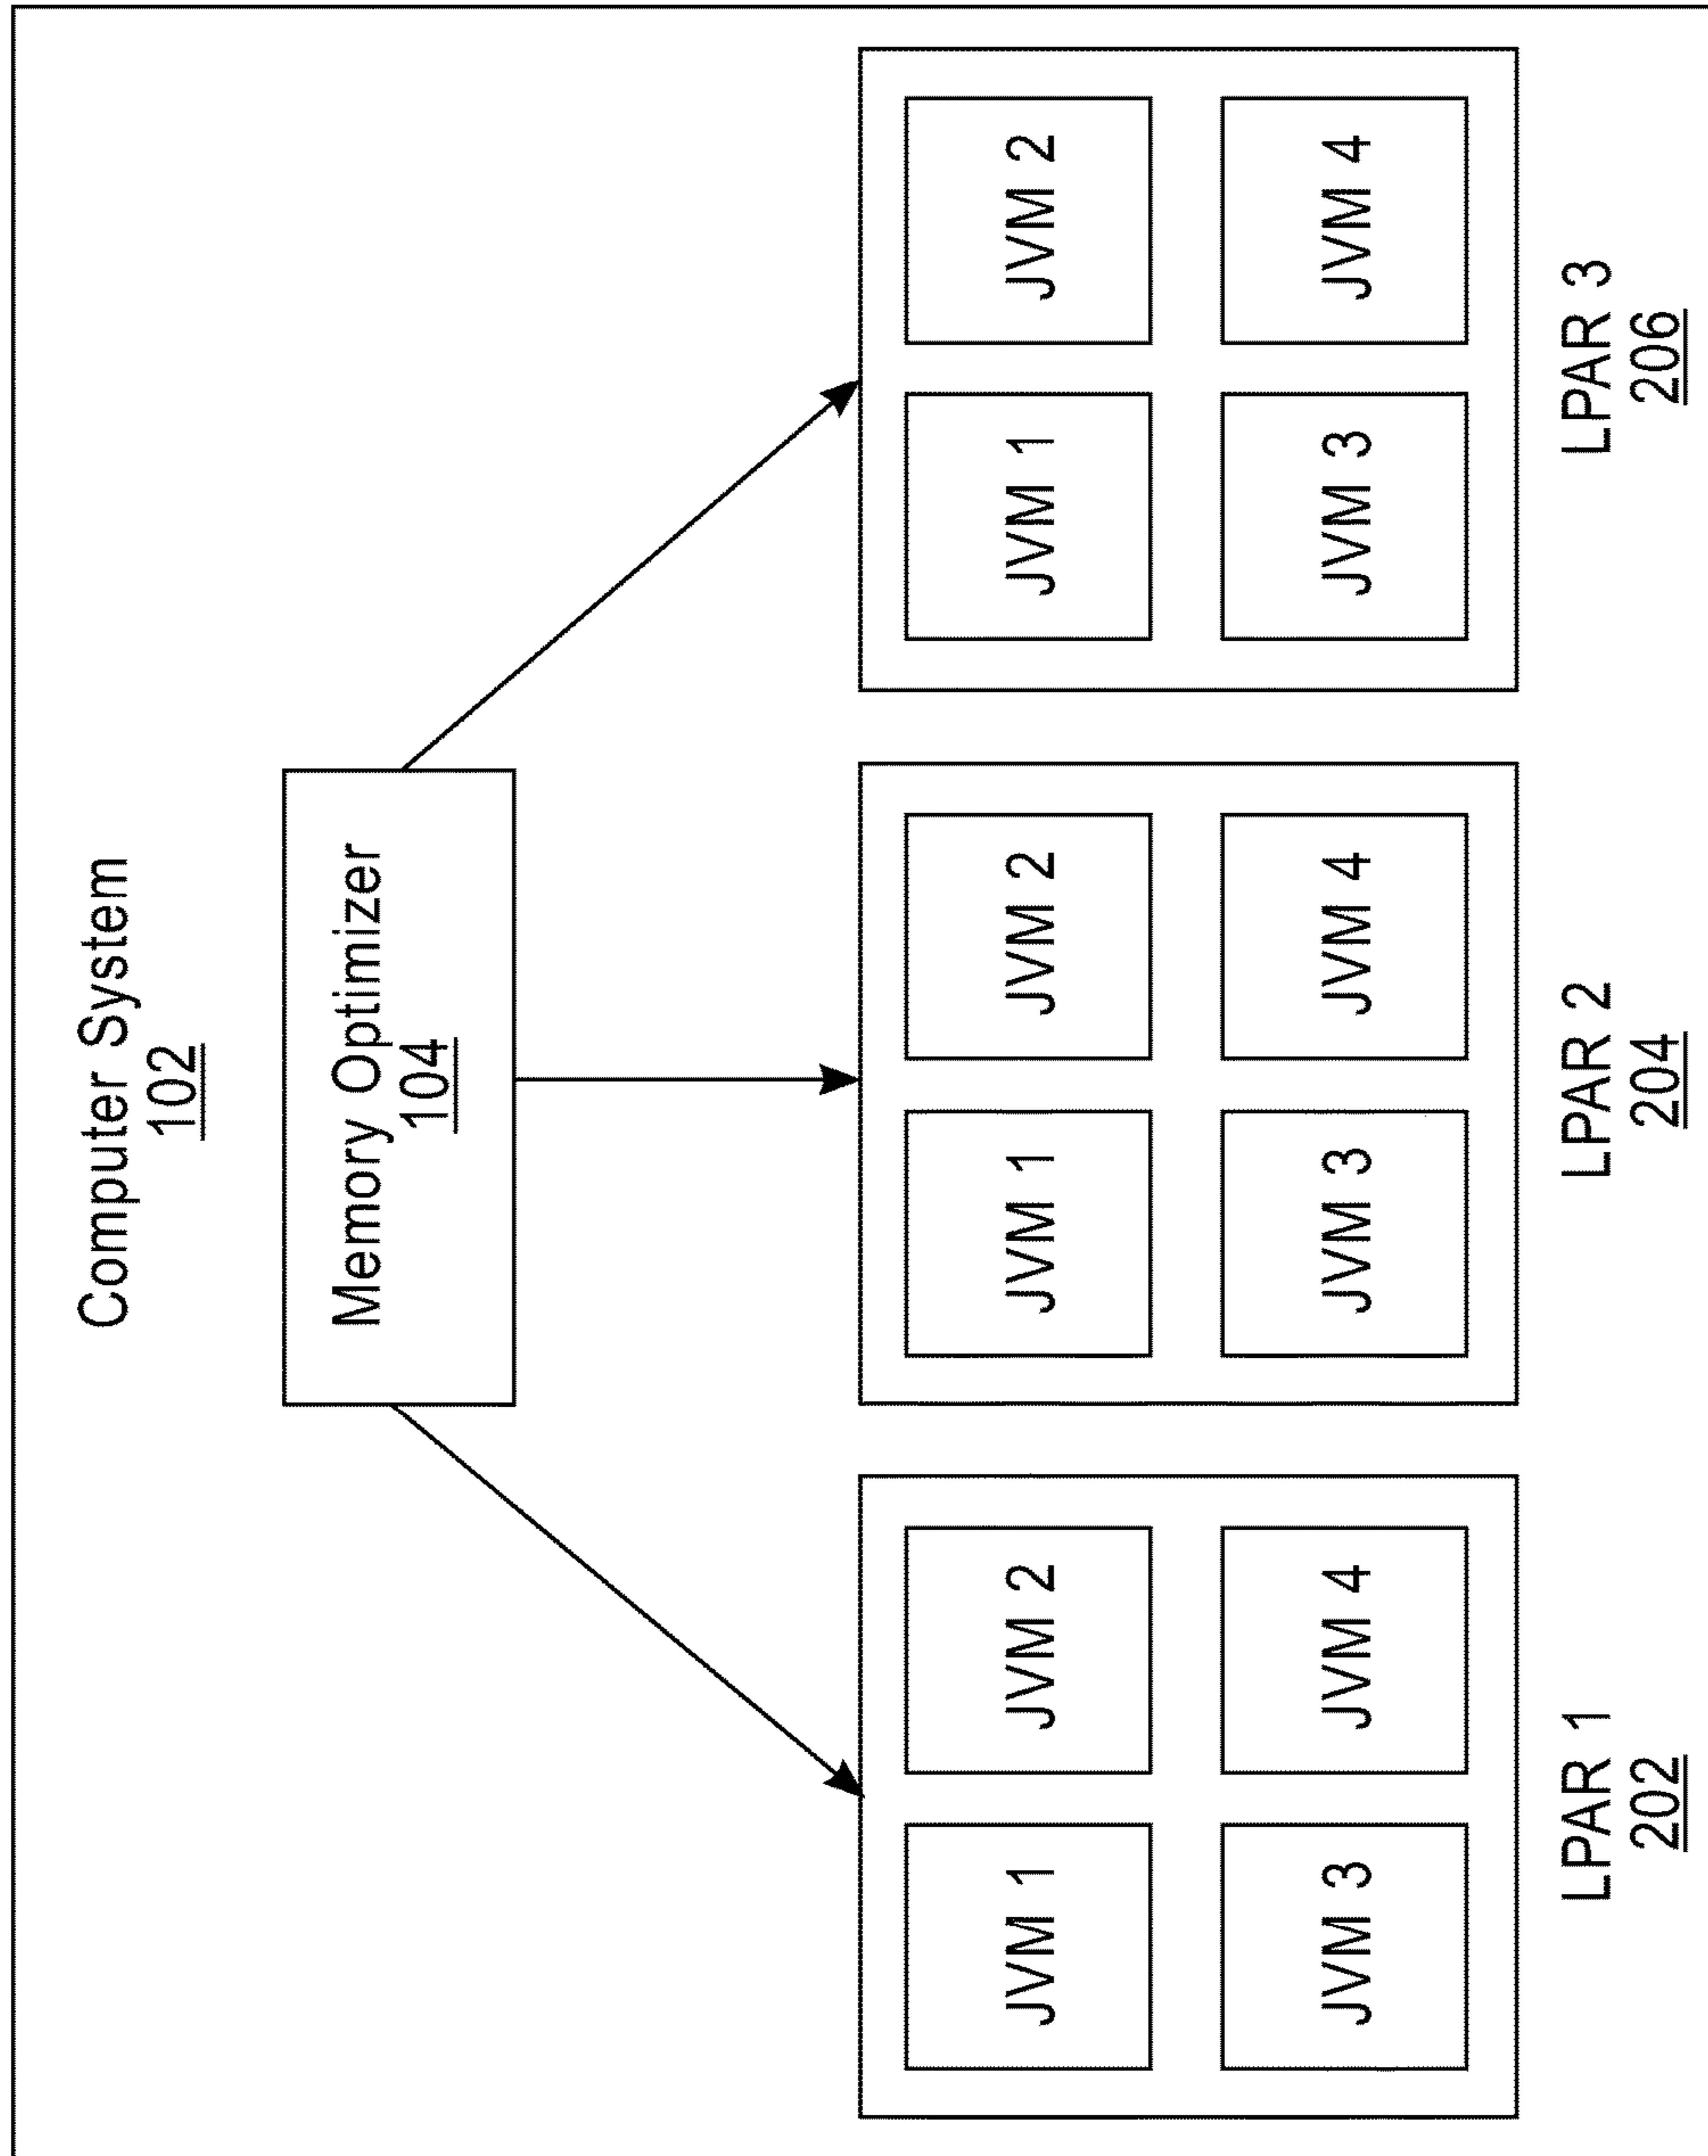 Computer System
102
Memory Optimizer
104
JVM 1
JVM 2
JVM 3
JVM 4
LPAR 1
202
JVM 1
JVM 2
JVM 3
JVM 4
LPAR 2
204
JVM 1
JVM 2
JVM 3
JVM 4
LPAR 3
206